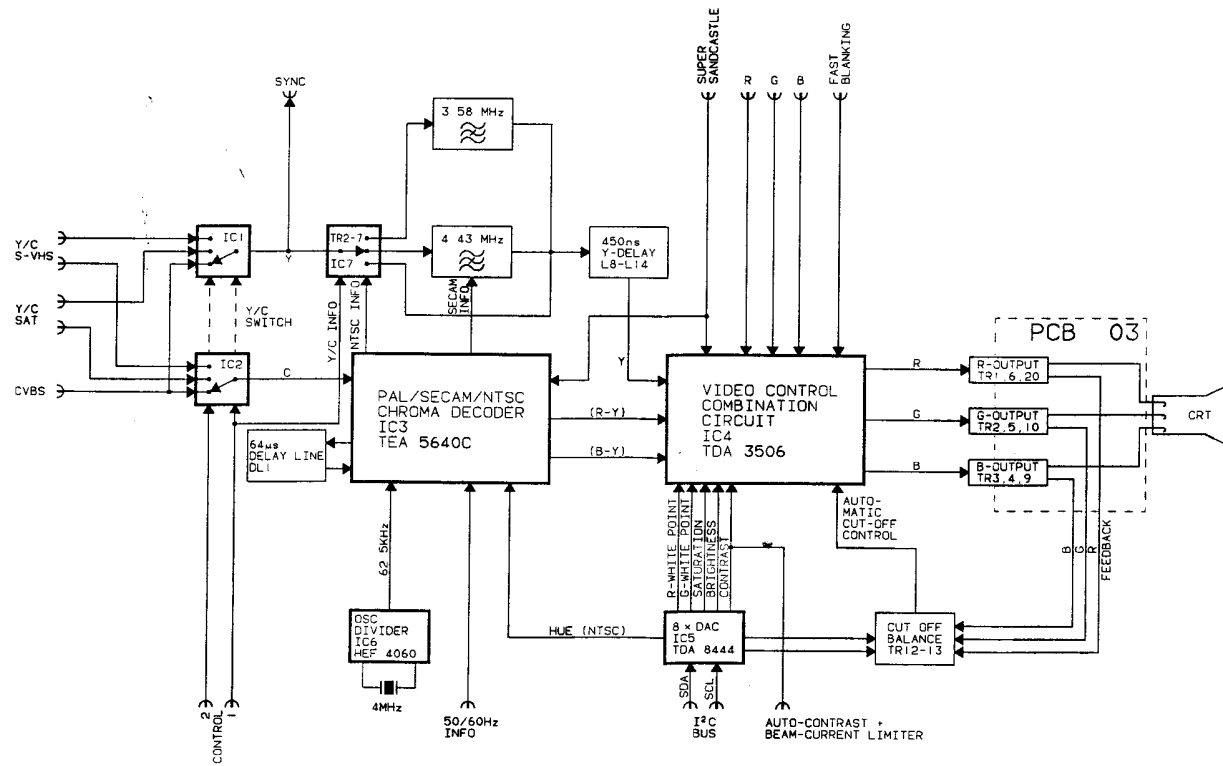 SYNC
SUPER
SANDCASTLE
R
G
B
FAST
BLANKING
3 58 MHz
Y/C
S-VHS
IC1
Y
TR2-7
IC7
4 43 MHz
450ns
Y-DELAY
L8-L14
Y/C
SAT
Y/C
SWITCH
Y/C INFO
NTSC INFO
SECAM
INFO
PCB 03
CVBS
IC2
C
PAL/SECAM/NTSC
CHROMA DECODER
IC3
TEA 5640C
Y
(R-Y)
(B-Y)
VIDEO CONTROL
COMBINATION
CIRCUIT
IC4
TDA 3506
R
G
B
R-OUTPUT
TR1,6,20
G-OUTPUT
TR2,5,10
B-OUTPUT
TR3,4,9
CRT
64µs
DELAY LINE
DL1
62 5KHz
R-WHITE POINT
G-WHITE POINT
SATURATION
BRIGHTNESS
CONTRAST
AUTO-
MATIC
CUT-OFF
CONTROL
B
G
R
FEEDBACK
OSC
DIVIDER
IC6
HEF 4060
HUE (NTSC)
8 × DAC
IC5
TDA 8444
CUT OFF
BALANCE
TR12-13
4MHz
SDA
SCL
2
1
CONTROL
50/60Hz
INFO
I²C
BUS
AUTO-CONTRAST +
BEAM-CURRENT LIMITER